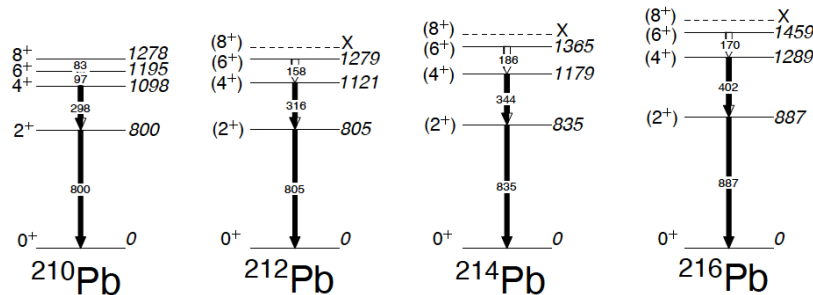 8+ 1278
6+ 83 1195
4+ 97 1098
298
2+ 800
800
0+ 0
210Pb
(8+) X
(6+) 1279
158
(4+) 1121
316
(2+) 805
805
0+ 0
212Pb
(8+) X
(6+) 1365
186
(4+) 1179
344
(2+) 835
835
0+ 0
214Pb
(8+) X
(6+) 1459
170
(4+) 1289
402
(2+) 887
887
0+ 0
216Pb